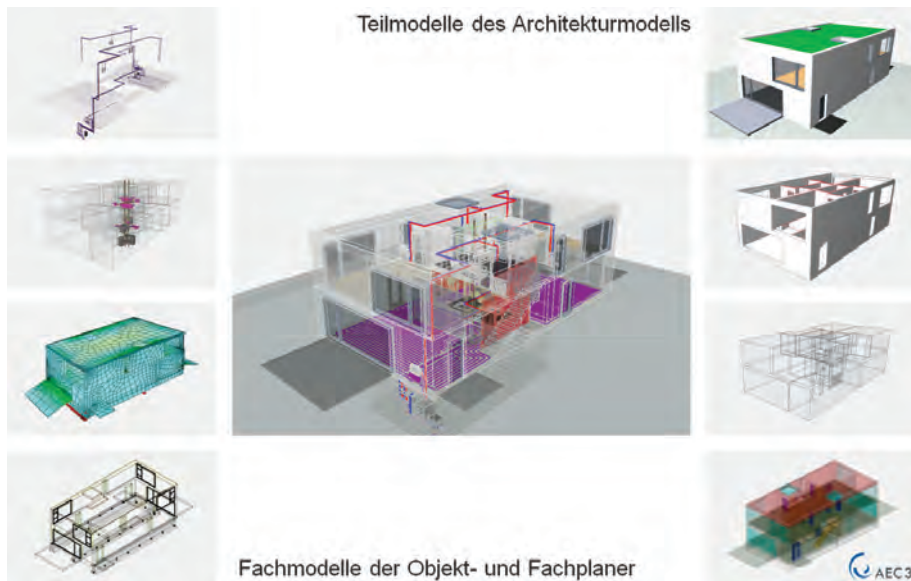 Teilmodelle des Architekturmodells
Fachmodelle der Objekt- und Fachplaner
AEC3